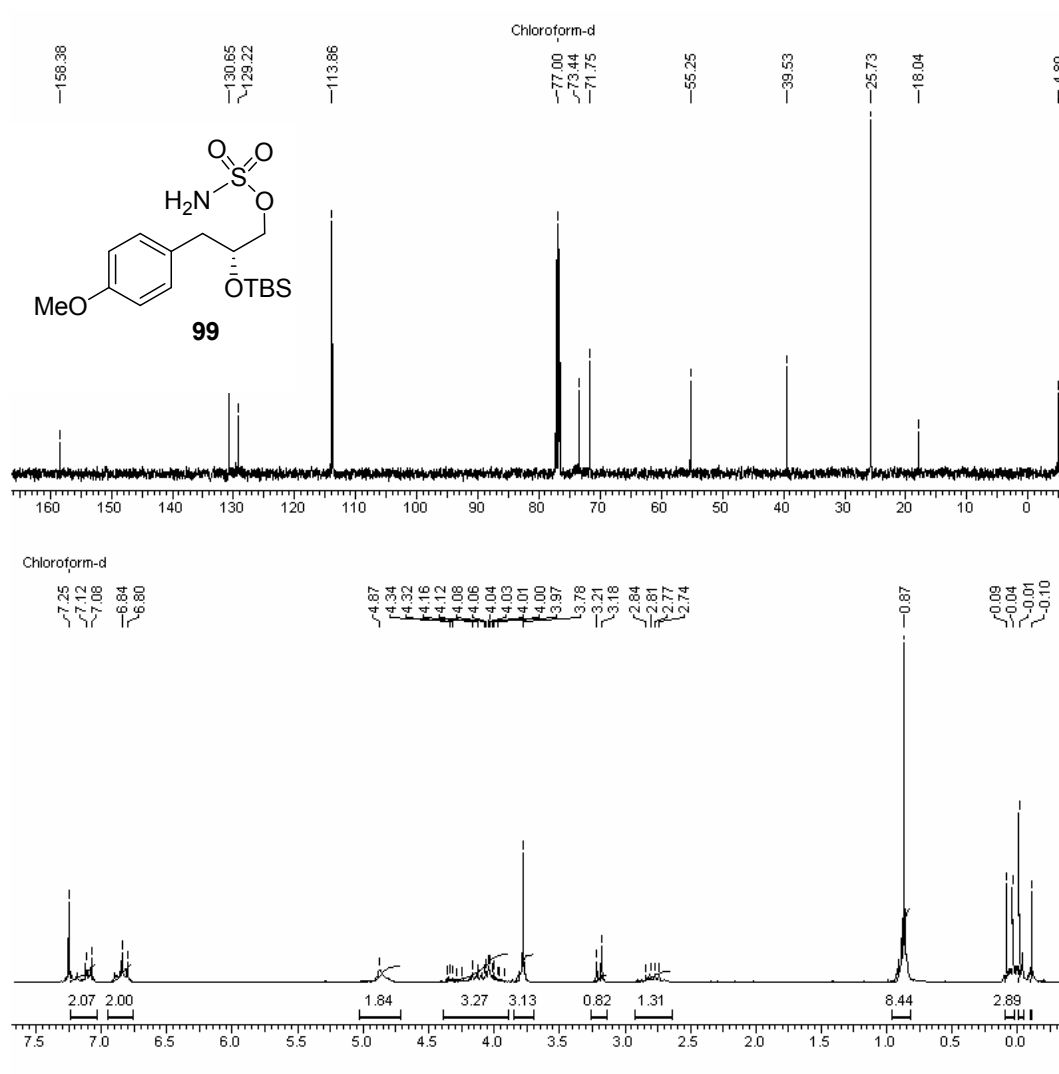 Chloroform-d
158.38 130.65 129.22 113.86 77.00 73.44 71.75 55.25 39.53 25.73 18.04
O O
H2N S O
OTBS
MeO
99
160 150 140 130 120 110 100 90 80 70 60 50 40 30 20 10 0
Chloroform-d
7.25 7.12 7.08 6.84 6.80 4.87 4.34 4.32 4.16 4.12 4.08 4.06 4.04 4.03 4.01 4.00 3.97 3.78 3.21 3.18 2.84 2.81 2.77 2.74 0.87 0.09 0.04 -0.01 -0.10
2.07 2.00 1.84 3.27 3.13 0.82 1.31 8.44 2.89
7.5 7.0 6.5 6.0 5.5 5.0 4.5 4.0 3.5 3.0 2.5 2.0 1.5 1.0 0.5 0.0